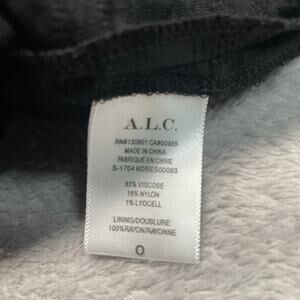 A.L.C.
RN#130801 CA#00985
MADE IN CHINA
FABRIQUÉ EN CHINE
S-1704 6DRES00083
83% VISCOSE
16% NYLON
1% LYOCELL
LINING/DOUBLURE:
100%RAYON/RAYONNE
0